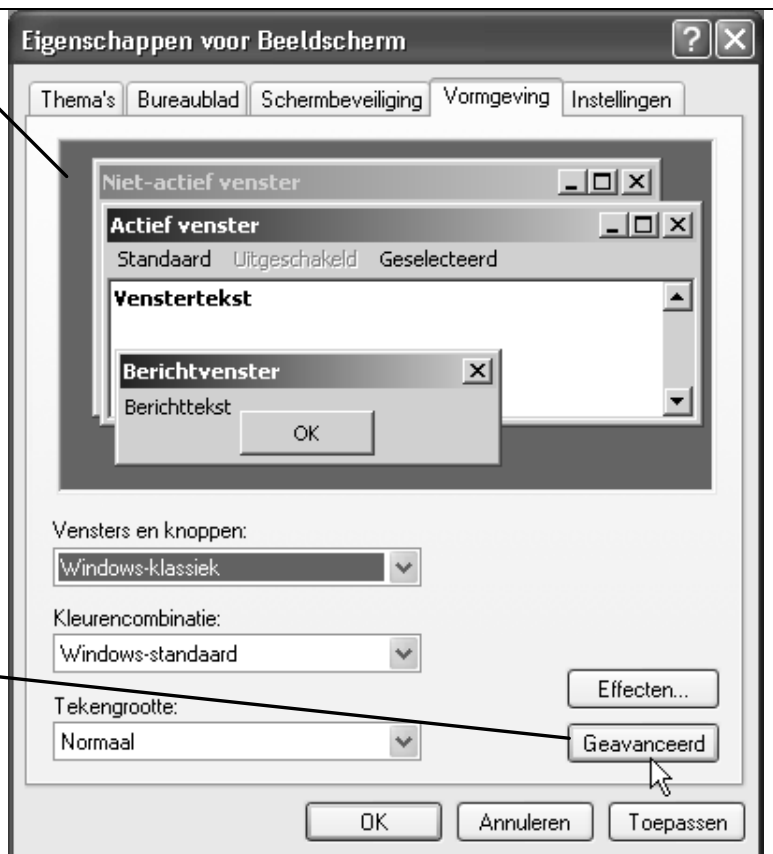 Eigenschappen voor Beeldscherm
Thema's Bureaublad Schermbeveiliging Vormgeving Instellingen
Niet-actief venster
Actief venster
Standaard Uitgeschakeld Geselecteerd
Venstertekst
Berichtvenster
Berichttekst
OK
Vensters en knoppen:
Windows-klassiek
Kleurencombinatie:
Windows-standaard
Effecten...
Tekengrootte:
Normaal
Geavanceerd
OK Annuleren Toepassen